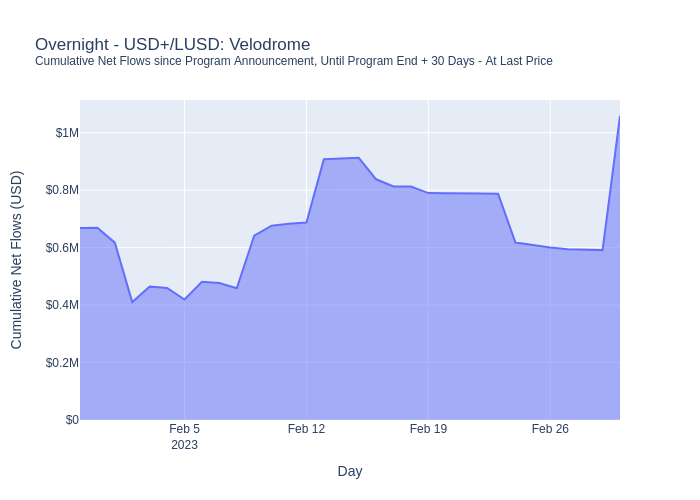 Overnight - USD+/LUSD: Velodrome
Cumulative Net Flows since Program Announcement, Until Program End + 30 Days - At Last Price
Cumulative Net Flows (USD)
$1M
$0.8M
$0.6M
$0.4M
$0.2M
$0
Feb 5
2023
Feb 12
Feb 19
Feb 26
Day